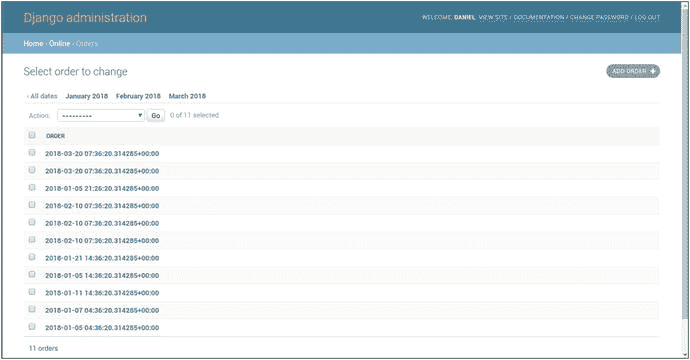 Django administration
WELCOME, DANIEL. VIEW SITE / DOCUMENTATION / CHANGE PASSWORD / LOG OUT
Home › Online › Orders
Select order to change
ADD ORDER +
‹ All dates January 2018 February 2018 March 2018
Action: --------- Go 0 of 11 selected
ORDER
2018-03-20 07:36:20.314285+00:00
2018-03-20 07:36:20.314285+00:00
2018-01-05 21:26:20.314285+00:00
2018-02-10 07:36:20.314285+00:00
2018-02-10 07:36:20.314285+00:00
2018-02-10 07:36:20.314285+00:00
2018-01-21 14:36:20.314285+00:00
2018-01-05 14:36:20.314285+00:00
2018-01-11 14:36:20.314285+00:00
2018-01-07 04:36:20.314285+00:00
2018-01-05 04:36:20.314285+00:00
11 orders